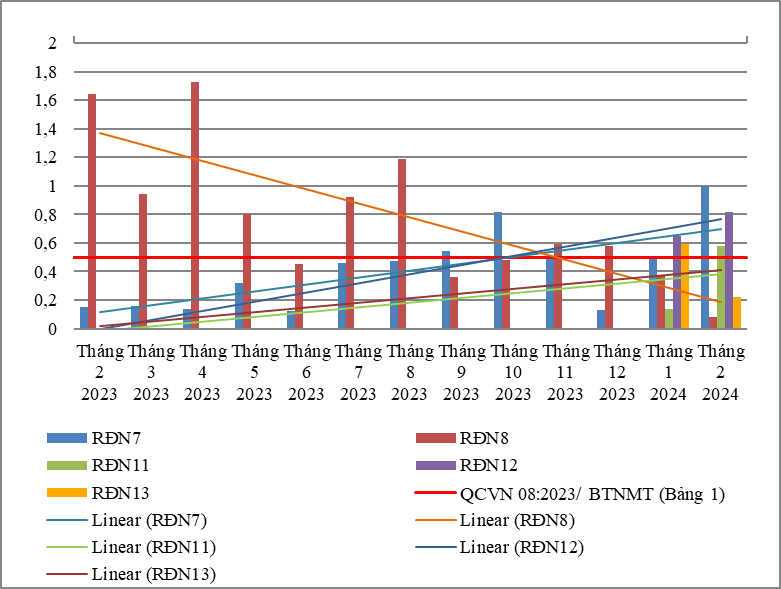 2
1,8
1,6
1,4
1,2
1
0,8
0,6
0,4
0,2
0
Tháng 2 2023
Tháng 3 2023
Tháng 4 2023
Tháng 5 2023
Tháng 6 2023
Tháng 7 2023
Tháng 8 2023
Tháng 9 2023
Tháng 10 2023
Tháng 11 2023
Tháng 12 2023
Tháng 1 2024
Tháng 2 2024
RĐN7
RĐN8
RĐN11
RĐN12
RĐN13
QCVN 08:2023/ BTNMT (Bảng 1)
Linear (RĐN7)
Linear (RĐN8)
Linear (RĐN11)
Linear (RĐN12)
Linear (RĐN13)